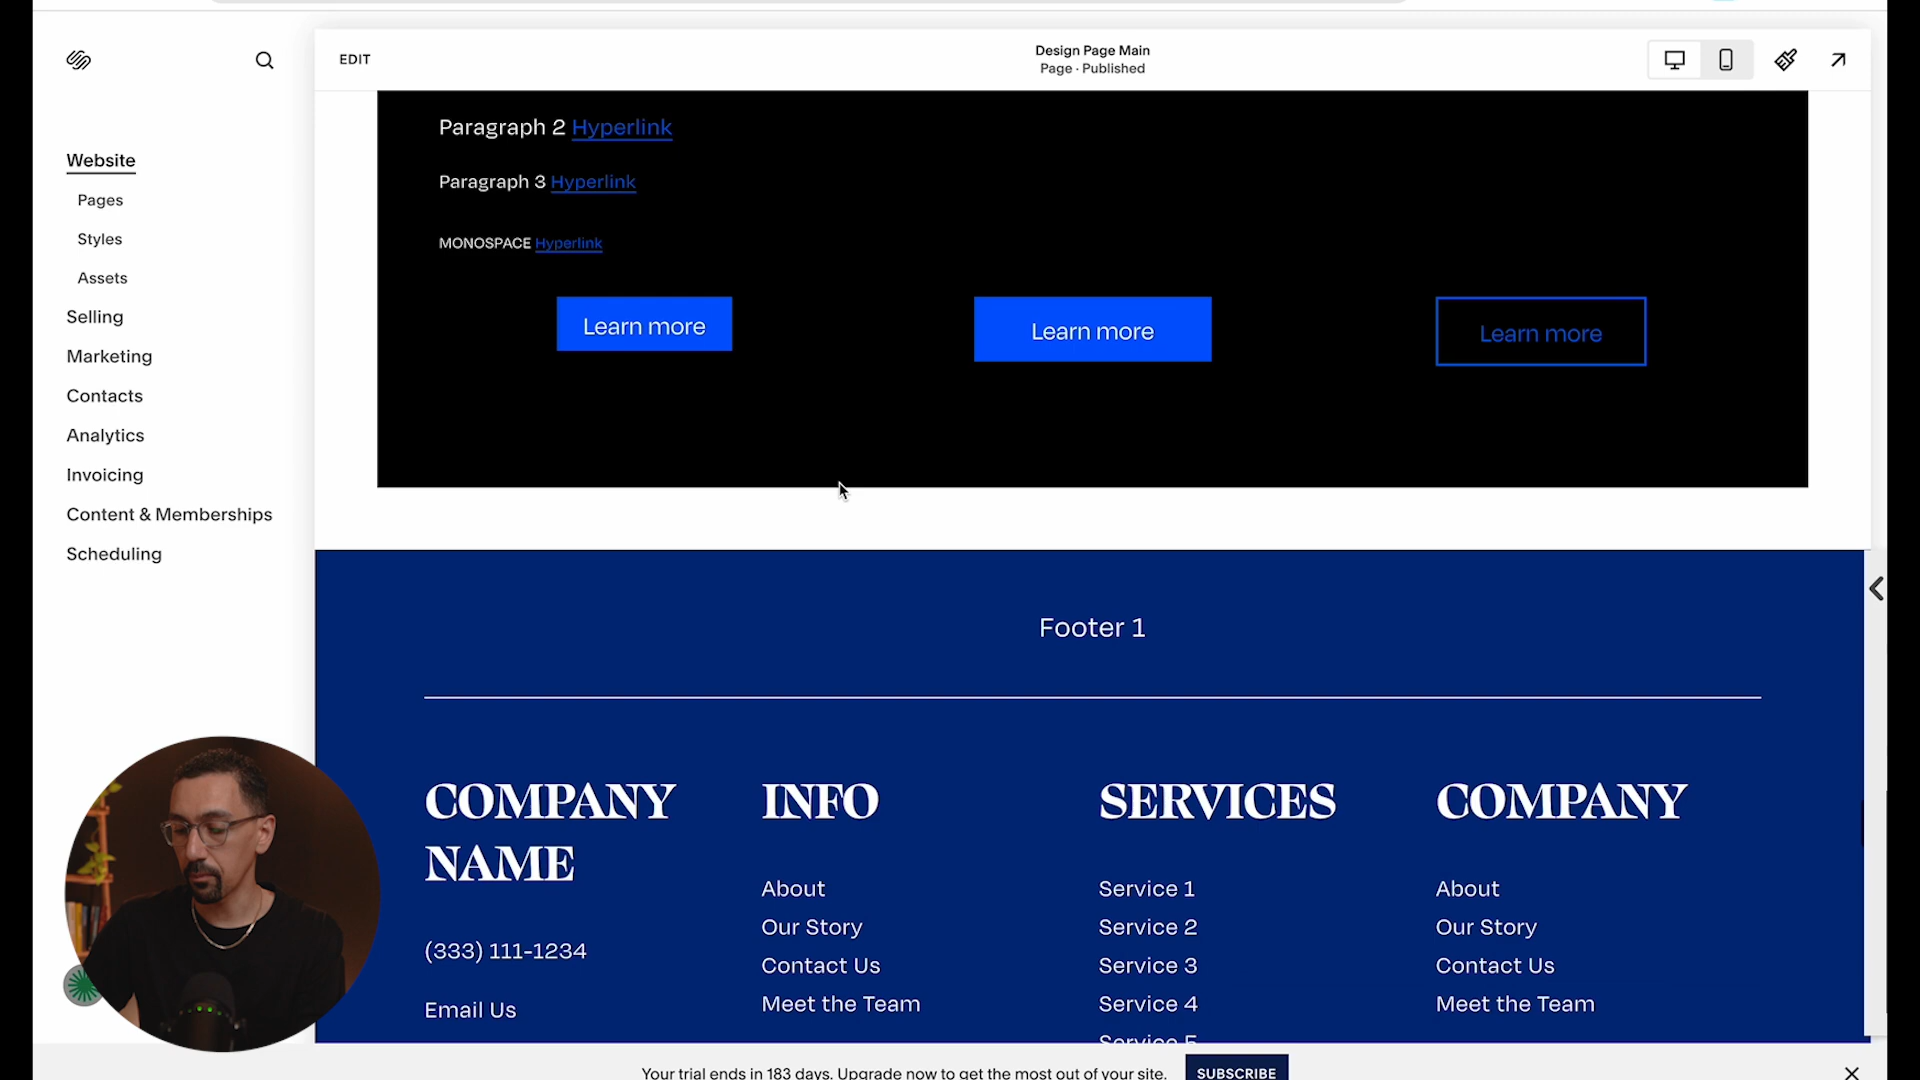 EDIT
Design Page Main
Page · Published
Website
Pages
Styles
Assets
Selling
Marketing
Contacts
Analytics
Invoicing
Content & Memberships
Scheduling
Paragraph 2 Hyperlink
Paragraph 3 Hyperlink
MONOSPACE Hyperlink
Learn more
Learn more
Learn more
Footer 1
COMPANY
NAME
(333) 111-1234
Email Us
INFO
About
Our Story
Contact Us
Meet the Team
SERVICES
Service 1
Service 2
Service 3
Service 4
Service 5
COMPANY
About
Our Story
Contact Us
Meet the Team
Your trial ends in 183 days. Upgrade now to get the most out of your site.
SUBSCRIBE